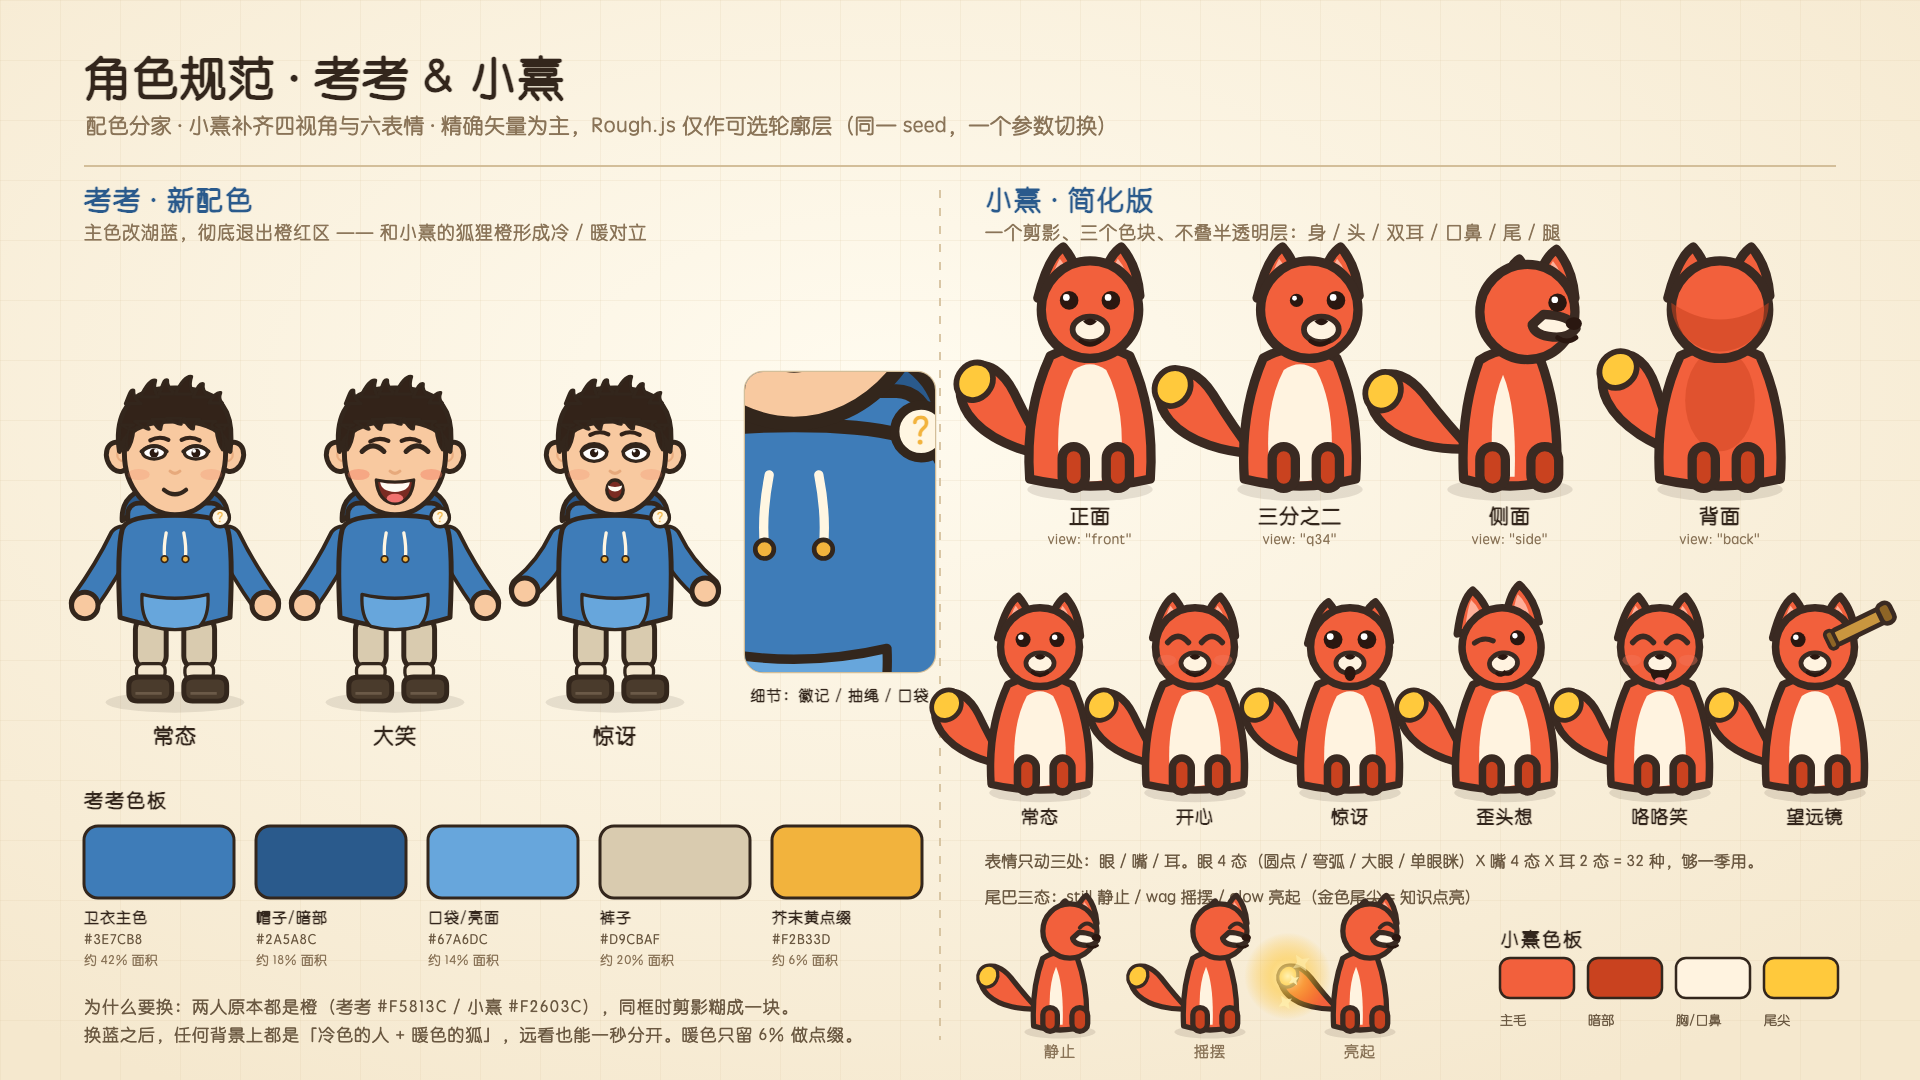 角色规范 · 考考 & 小熹
配色分家 · 小熹补齐四视角与六表情 · 精确矢量为主，Rough.js 仅作可选轮廓层（同一 seed，一个参数切换）
考考 · 新配色
主色改湖蓝，彻底退出橙红区 —— 和小熹的狐狸橙形成冷 / 暖对立
?
?
?
?
细节：徽记 / 抽绳 / 口袋
常态
大笑
惊讶
考考色板
卫衣主色
#3E7CB8
约 42% 面积
帽子/暗部
#2A5A8C
约 18% 面积
口袋/亮面
#67A6DC
约 14% 面积
裤子
#D9CBAF
约 20% 面积
芥末黄点缀
#F2B33D
约 6% 面积
为什么要换：两人原本都是橙（考考 #F5813C / 小熹 #F2603C），同框时剪影糊成一块。
换蓝之后，任何背景上都是「冷色的人 + 暖色的狐」，远看也能一秒分开。暖色只留 6% 做点缀。
小熹 · 简化版
一个剪影、三个色块、不叠半透明层：身 / 头 / 双耳 / 口鼻 / 尾 / 腿
正面
view: "front"
三分之二
view: "q34"
侧面
view: "side"
背面
view: "back"
常态
开心
惊讶
歪头想
咯咯笑
望远镜
表情只动三处：眼 / 嘴 / 耳。眼 4 态（圆点 / 弯弧 / 大眼 / 单眼眯）X 嘴 4 态 X 耳 2 态 = 32 种，够一季用。
尾巴三态：still 静止 / wag 摇摆 / glow 亮起（金色尾尖 = 知识点亮）
静止
摇摆
亮起
小熹色板
主毛
暗部
胸/口鼻
尾尖